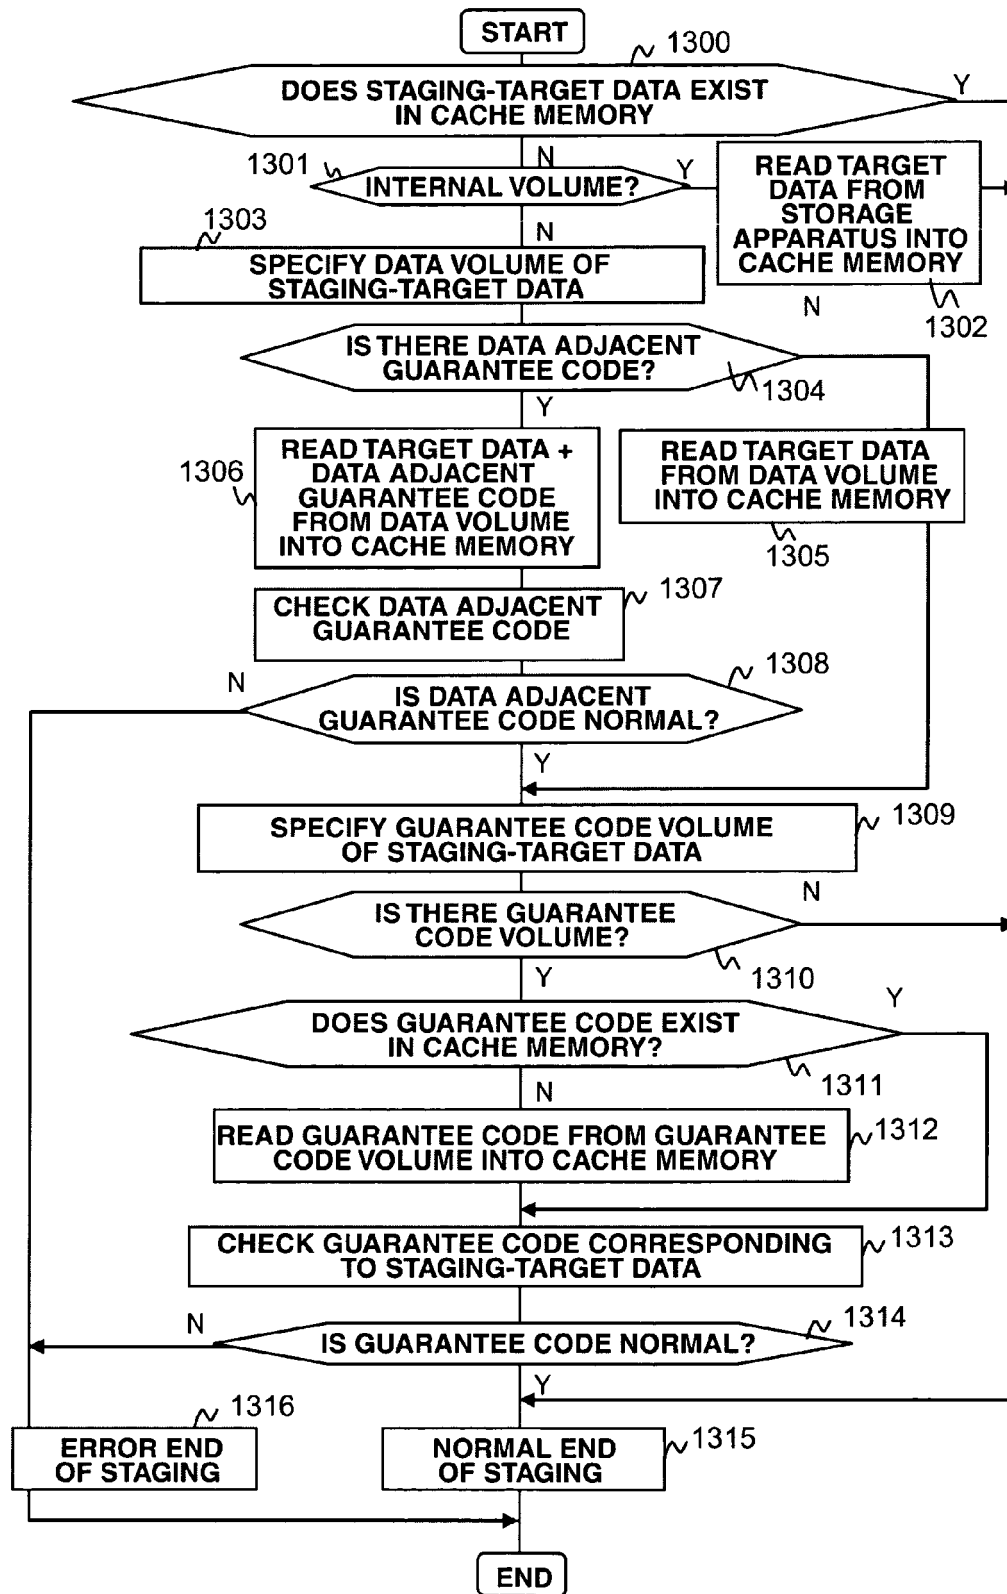 START
1300
DOES STAGING-TARGET DATA EXIST
IN CACHE MEMORY
Y
N
1301
INTERNAL VOLUME?
Y
READ TARGET
DATA FROM
STORAGE
APPARATUS INTO
CACHE MEMORY
1302
N
1303
SPECIFY DATA VOLUME OF
STAGING-TARGET DATA
N
IS THERE DATA ADJACENT
GUARANTEE CODE?
1304
Y
1306
READ TARGET DATA +
DATA ADJACENT
GUARANTEE CODE
FROM DATA VOLUME
INTO CACHE MEMORY
READ TARGET DATA
FROM DATA VOLUME
INTO CACHE MEMORY
1305
CHECK DATA ADJACENT
GUARANTEE CODE
1307
N
IS DATA ADJACENT
GUARANTEE CODE NORMAL?
1308
Y
SPECIFY GUARANTEE CODE VOLUME
OF STAGING-TARGET DATA
1309
N
IS THERE GUARANTEE
CODE VOLUME?
1310
Y
Y
DOES GUARANTEE CODE EXIST
IN CACHE MEMORY?
1311
N
READ GUARANTEE CODE FROM GUARANTEE
CODE VOLUME INTO CACHE MEMORY
1312
CHECK GUARANTEE CODE CORRESPONDING
TO STAGING-TARGET DATA
1313
N
IS GUARANTEE CODE NORMAL?
1314
Y
1316
ERROR END
OF STAGING
NORMAL END
OF STAGING
1315
END